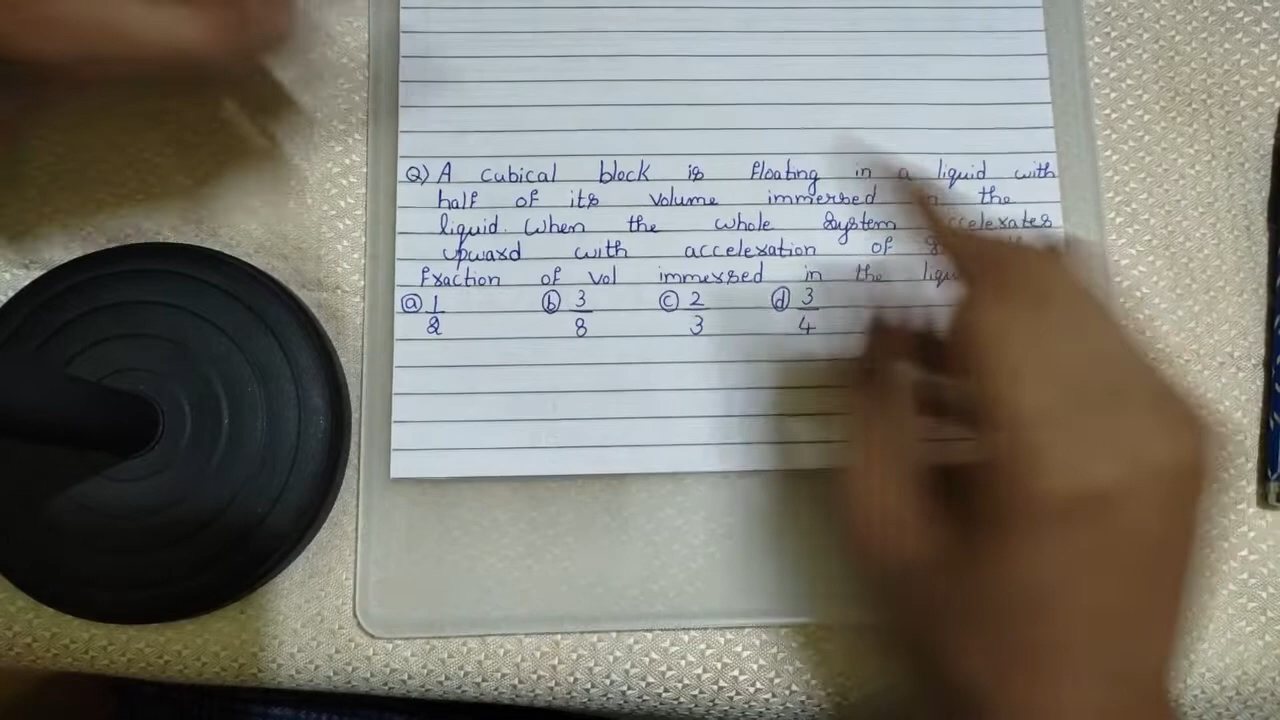 Q) A cubical block is floating in a liquid with
half of its volume immersed the
liquid. When the whole system
upward with acceleration of
fraction of vol immersed in the
(a) 1/2 (b) 3/8 (c) 2/3 (d) 3/4